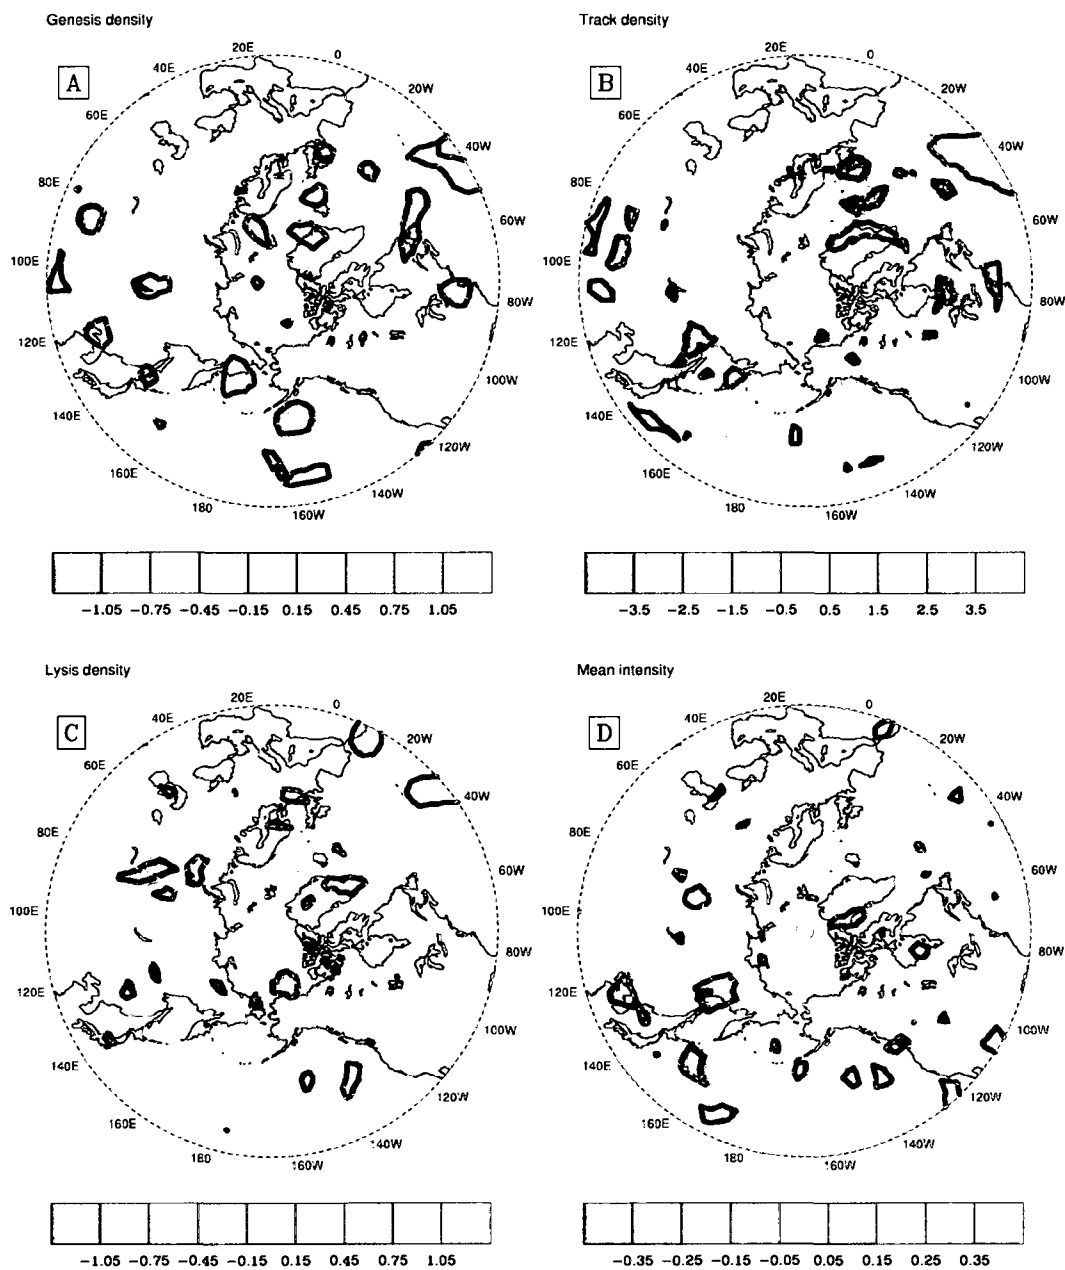 Genesis density
Track density
A
20E
0
40E
20W
60E
40W
80E
60W
100E
80W
120E
100W
140E
120W
160E
140W
180
160W
B
20E
0
40E
20W
60E
40W
80E
60W
100E
80W
120E
100W
140E
120W
160E
140W
180
160W
-1.05 -0.75 -0.45 -0.15 0.15 0.45 0.75 1.05
-3.5 -2.5 -1.5 -0.5 0.5 1.5 2.5 3.5
Lysis density
Mean intensity
C
20E
0
40E
20W
60E
40W
80E
60W
100E
80W
120E
100W
140E
120W
160E
140W
180
160W
D
20E
0
40E
20W
60E
40W
80E
60W
100E
80W
120E
100W
140E
120W
160E
140W
180
160W
-1.05 -0.75 -0.45 -0.15 0.15 0.45 0.75 1.05
-0.35 -0.25 -0.15 -0.05 0.05 0.15 0.25 0.35